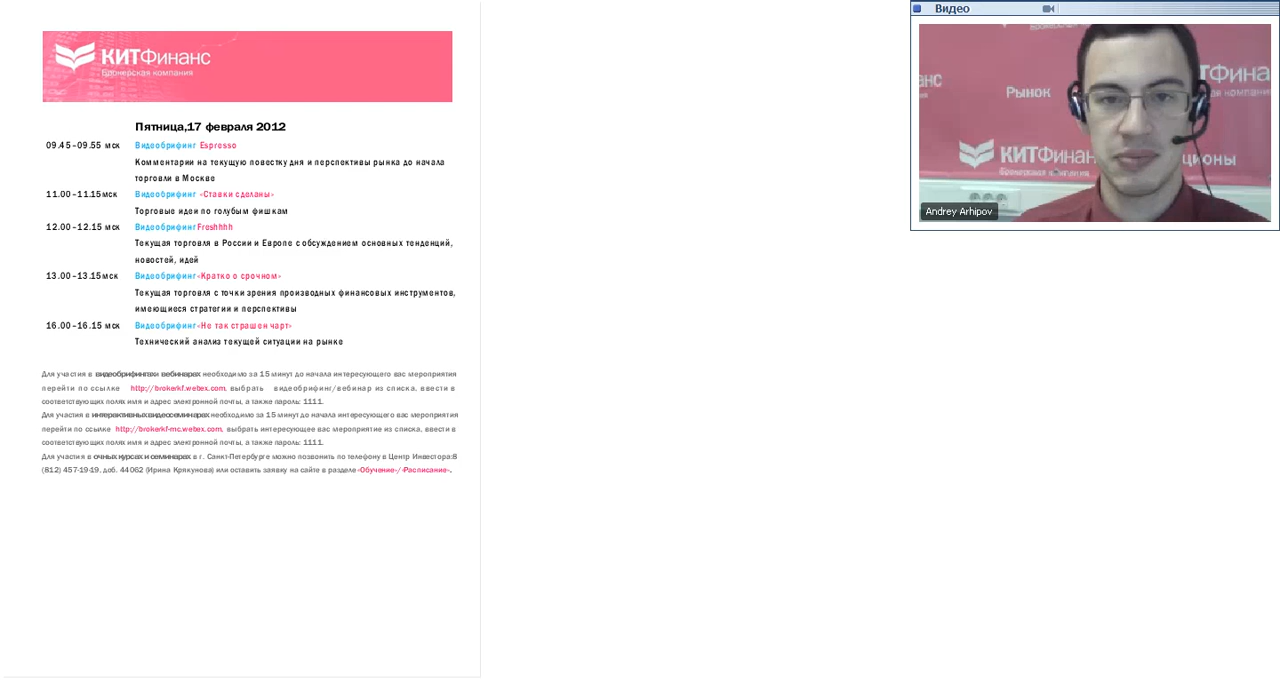 КИТФинанс
Брокерская компания
Пятница,17 февраля 2012
09.45-09.55 мск Видеобрифинг Espresso
Комментарии на текущую повестку дня и перспективы рынка до начала
торговли в Москве
11.00-11.15мск Видеобрифинг «Ставки сделаны»
Торговые идеи по голубым фишкам
12.00-12.15 мск Видеобрифинг Freshhhh
Текущая торговля в России и Европе с обсуждением основных тенденций,
новостей, идей
13.00-13.15мск Видеобрифинг«Кратко о срочном»
Текущая торговля с точки зрения производных финансовых инструментов,
имеющиеся стратегии и перспективы
16.00-16.15 мск Видеобрифинг«Не так страшен чарт»
Технический анализ текущей ситуации на рынке
Для участия в видеобрифингах и вебинарах необходимо за 15 минут до начала интересующего вас мероприятия
перейти по ссылке http://brokerkf.webex.com, выбрать видеобрифинг/вебинар из списка, ввести в
соответствующих полях имя и адрес электронной почты, а также пароль: 1111.
Для участия в интерактивных видеосеминарах необходимо за 15 минут до начала интересующего вас мероприятия
перейти по ссылке http://brokerkf-mc.webex.com, выбрать интересующее вас мероприятие из списка, ввести в
соответствующих полях имя и адрес электронной почты, а также пароль: 1111.
Для участия в очных курсах и семинарах в г. Санкт-Петербурге можно позвонить по телефону в Центр Инвестора:8
(812) 457-19-19, доб. 44062 (Ирина Крякунова) или оставить заявку на сайте в разделе «Обучение»/«Расписание».
Видео
анс
Рынок
Фина
компани
КИТФинан
Брокерская компания
ционы
Andrey Arhipov